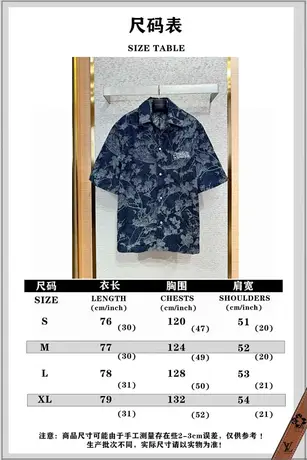 尺码表
SIZE TABLE
尺码 衣长 胸围 肩宽
SIZE LENGTH CHESTS SHOULDERS
(cm/inch) (cm/inch) (cm/inch)
S 76 (30) 120 (47) 51 (20)
M 77 (30) 124 (49) 52 (20)
L 78 (31) 128 (50) 53 (21)
XL 79 (31) 132 (52) 54 (21)
注意：商品尺寸可能由于手工测量存在些2-3cm误差，仅供参考！
生产批次不同，实际尺寸请以实物为准！
LV